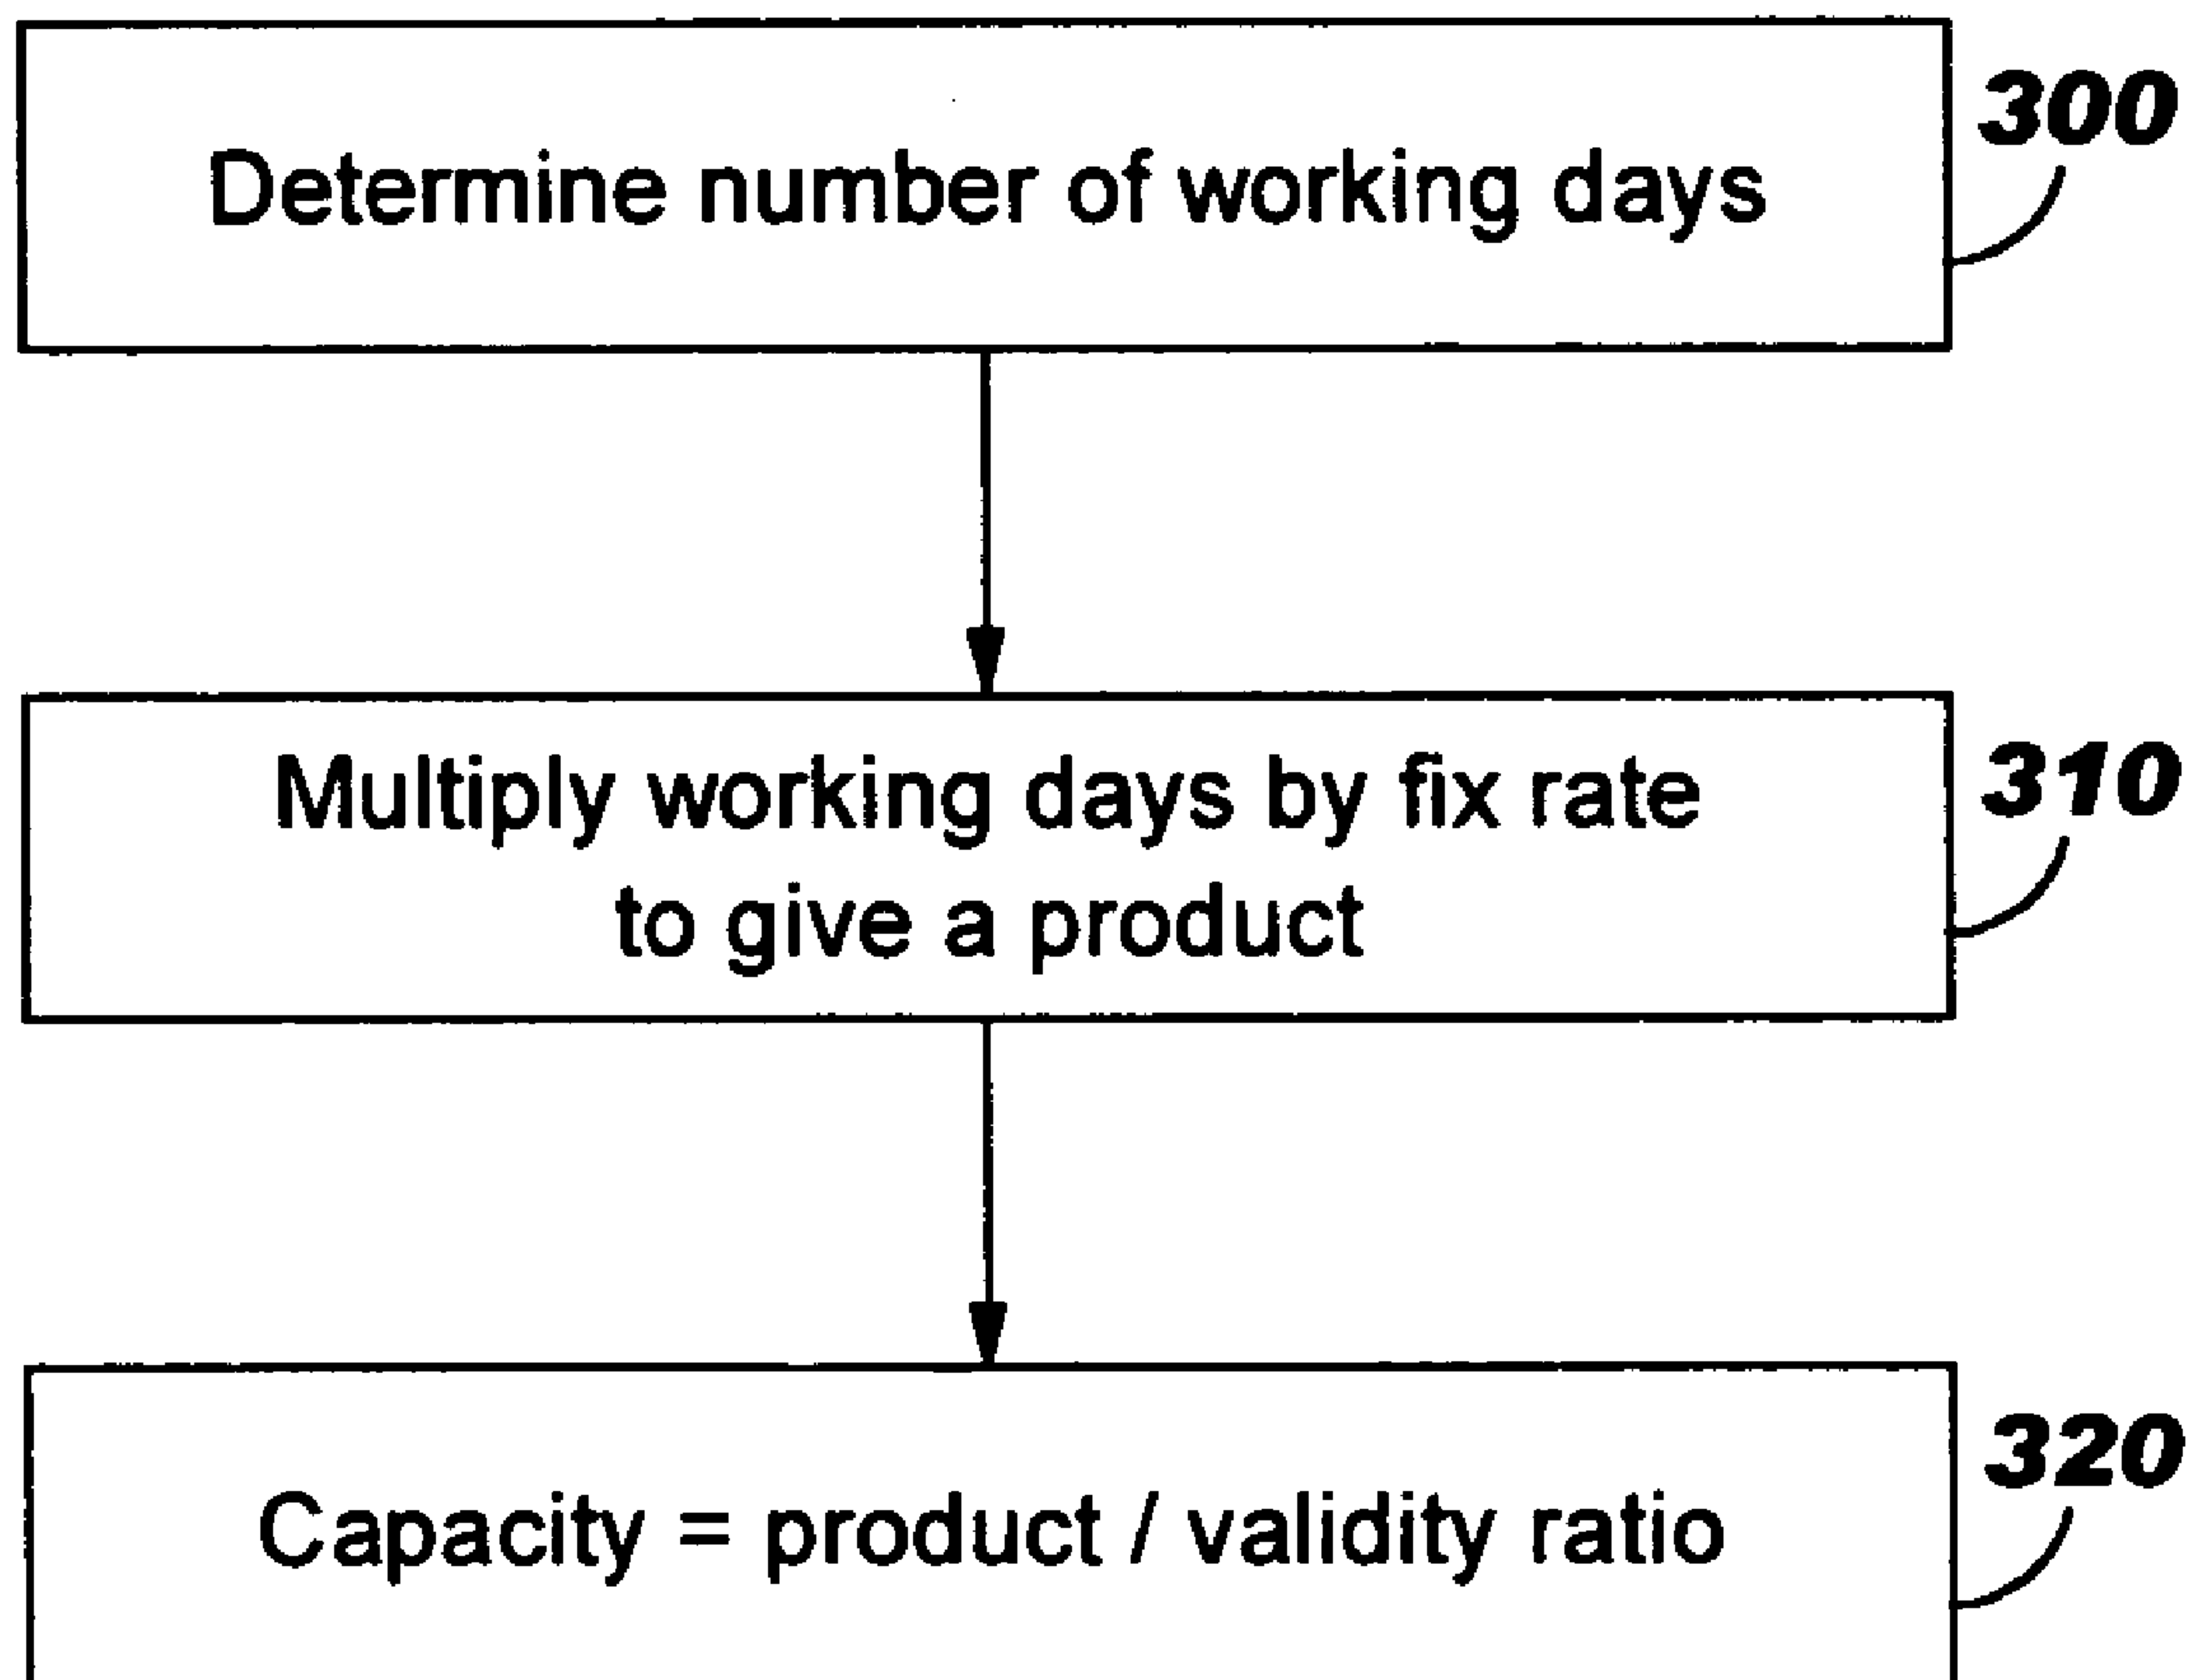 Determine number of working days
300
Multiply working days by fix rate
to give a product
310
Capacity = product / validity ratio
320